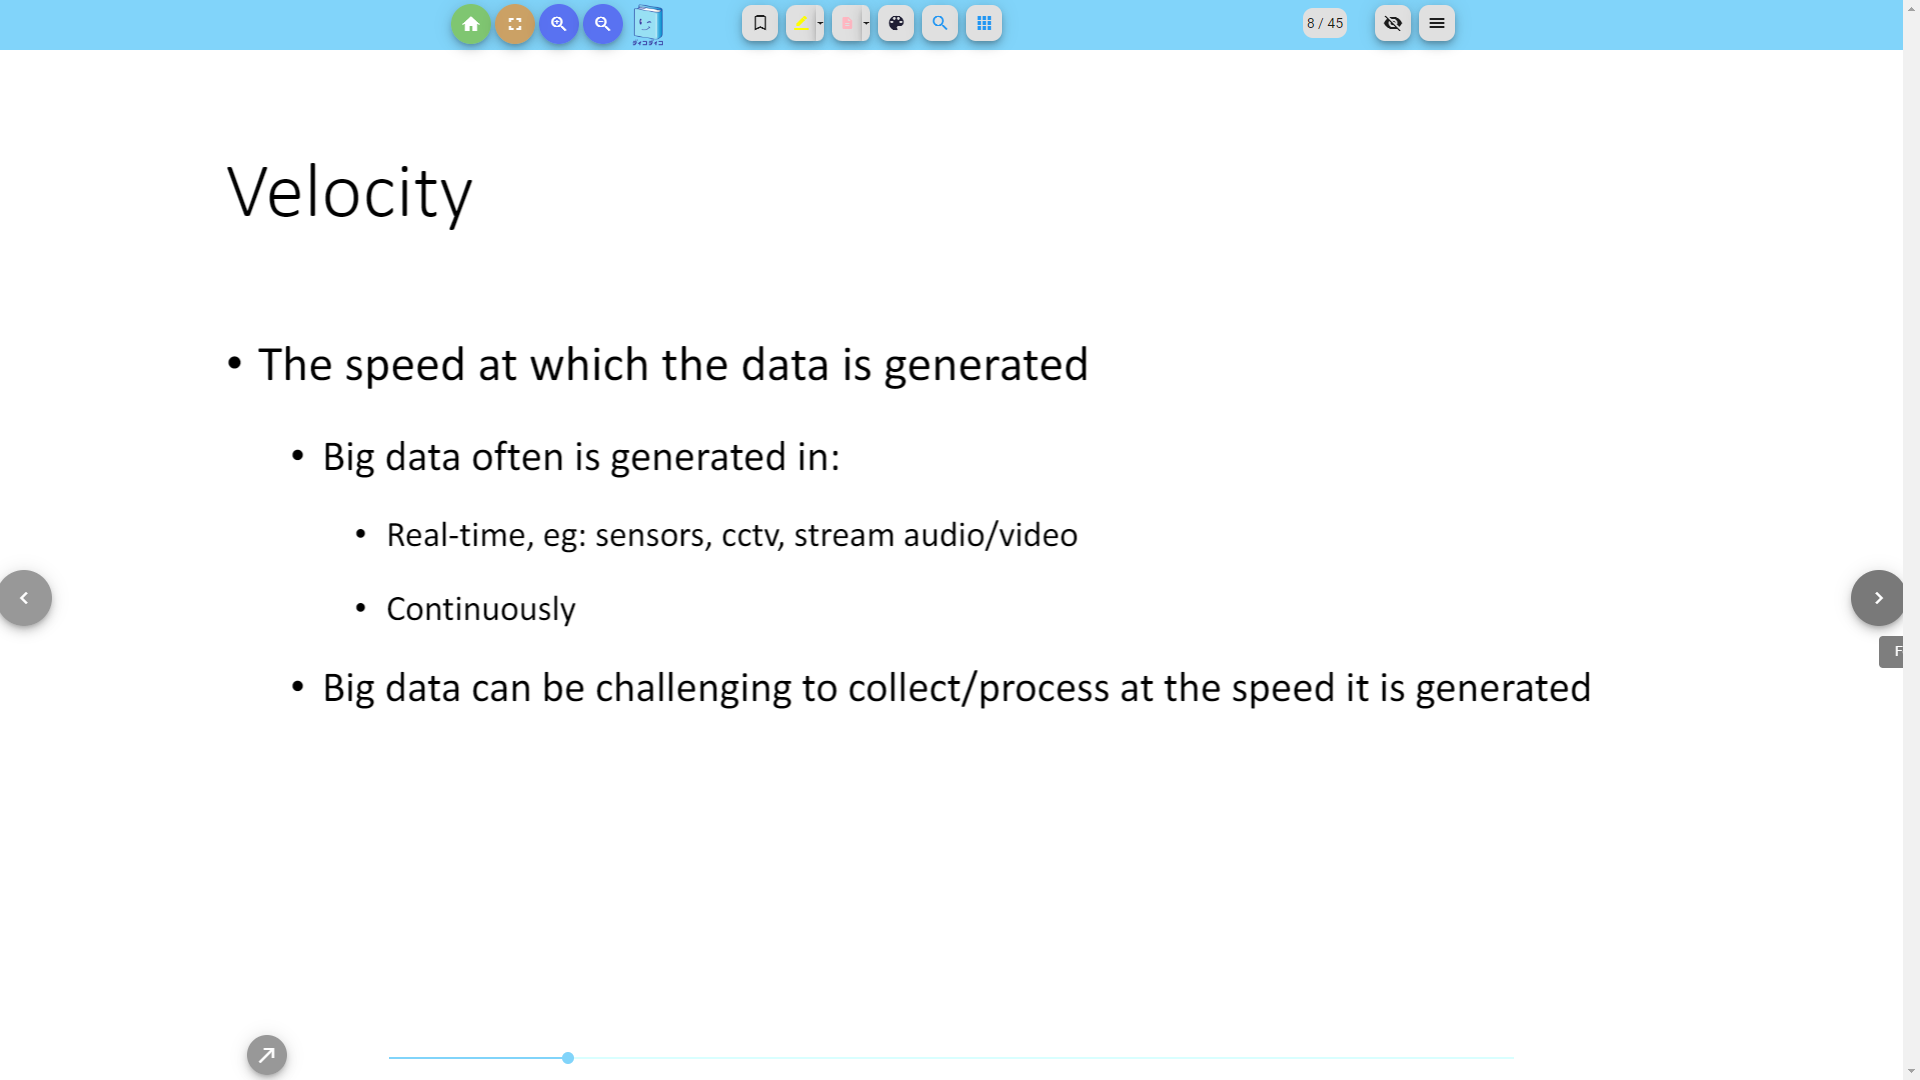 8 / 45
Velocity
• The speed at which the data is generated
• Big data often is generated in:
• Real-time, eg: sensors, cctv, stream audio/video
• Continuously
F
• Big data can be challenging to collect/process at the speed it is generated